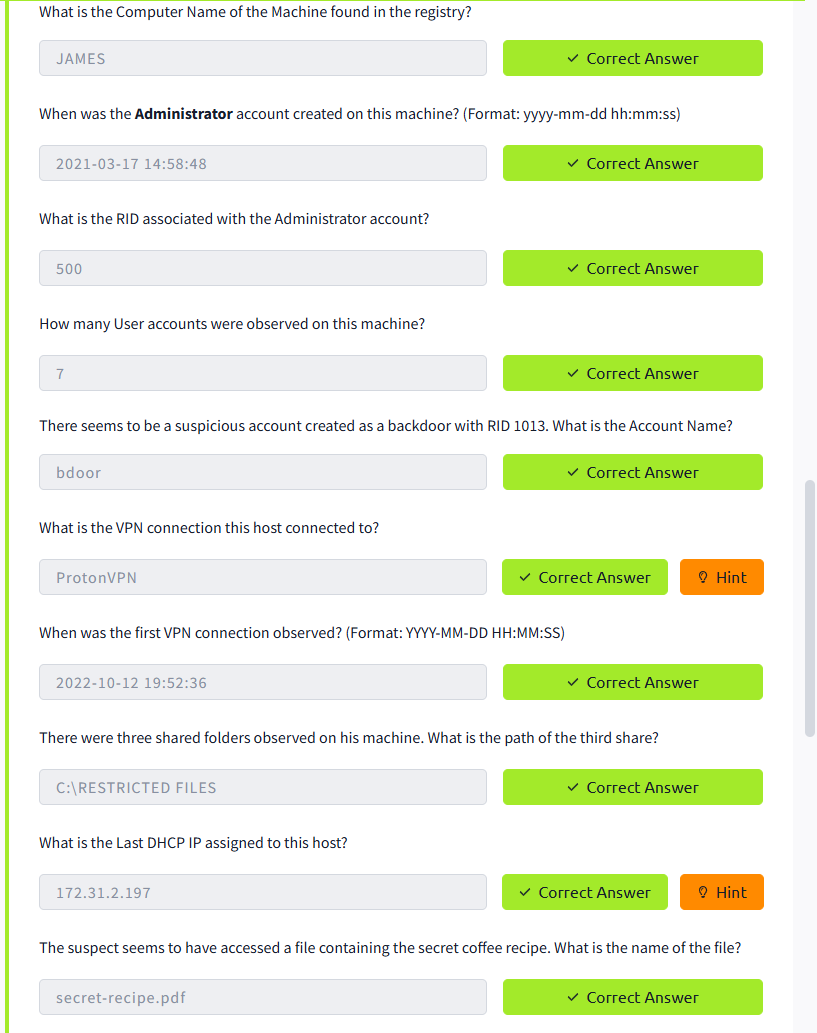 What is the Computer Name of the Machine found in the registry?
JAMES
✓ Correct Answer
When was the Administrator account created on this machine? (Format: yyyy-mm-dd hh:mm:ss)
2021-03-17 14:58:48
✓ Correct Answer
What is the RID associated with the Administrator account?
500
✓ Correct Answer
How many User accounts were observed on this machine?
7
✓ Correct Answer
There seems to be a suspicious account created as a backdoor with RID 1013. What is the Account Name?
bdoor
✓ Correct Answer
What is the VPN connection this host connected to?
ProtonVPN
✓ Correct Answer
Hint
When was the first VPN connection observed? (Format: YYYY-MM-DD HH:MM:SS)
2022-10-12 19:52:36
✓ Correct Answer
There were three shared folders observed on his machine. What is the path of the third share?
C:\RESTRICTED FILES
✓ Correct Answer
What is the Last DHCP IP assigned to this host?
172.31.2.197
✓ Correct Answer
Hint
The suspect seems to have accessed a file containing the secret coffee recipe. What is the name of the file?
secret-recipe.pdf
✓ Correct Answer